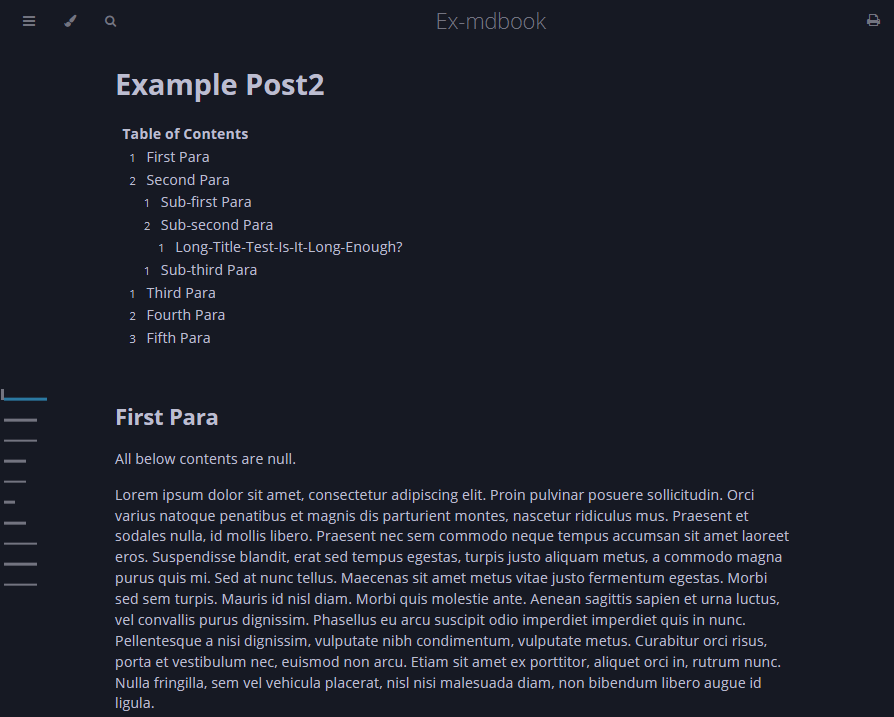 Ex-mdbook
Example Post2
Table of Contents
1 First Para
2 Second Para
1 Sub-first Para
2 Sub-second Para
1 Long-Title-Test-Is-It-Long-Enough?
1 Sub-third Para
1 Third Para
2 Fourth Para
3 Fifth Para
First Para
All below contents are null.
Lorem ipsum dolor sit amet, consectetur adipiscing elit. Proin pulvinar posuere sollicitudin. Orci
varius natoque penatibus et magnis dis parturient montes, nascetur ridiculus mus. Praesent et
sodales nulla, id mollis libero. Praesent nec sem commodo neque tempus accumsan sit amet laoreet
eros. Suspendisse blandit, erat sed tempus egestas, turpis justo aliquam metus, a commodo magna
purus quis mi. Sed at nunc tellus. Maecenas sit amet metus vitae justo fermentum egestas. Morbi
sed sem turpis. Mauris id nisl diam. Morbi quis molestie ante. Aenean sagittis sapien et urna luctus,
vel convallis purus dignissim. Phasellus eu arcu suscipit odio imperdiet imperdiet quis in nunc.
Pellentesque a nisi dignissim, vulputate nibh condimentum, vulputate metus. Curabitur orci risus,
porta et vestibulum nec, euismod non arcu. Etiam sit amet ex porttitor, aliquet orci in, rutrum nunc.
Nulla fringilla, sem vel vehicula placerat, nisl nisi malesuada diam, non bibendum libero augue id
ligula.